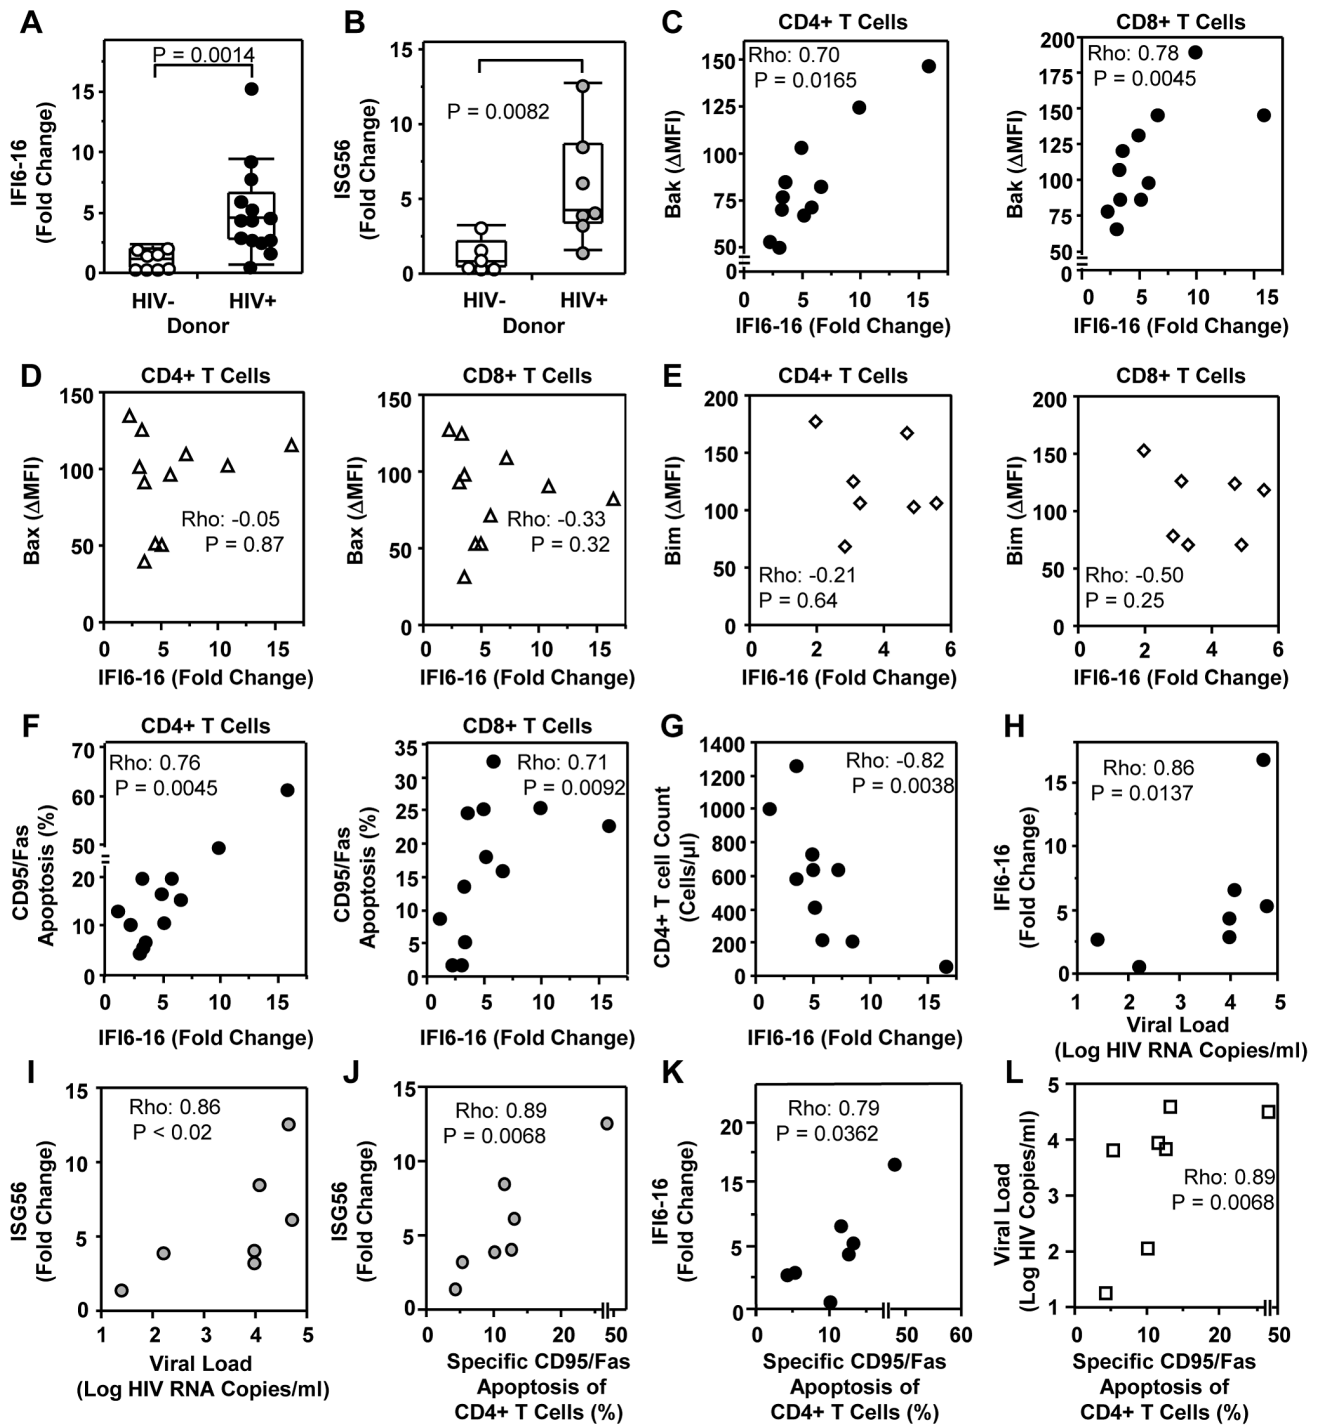 A
P = 0.0014
IFI6-16
(Fold Change)
15
10
5
0
HIV-
HIV+
Donor
B
P = 0.0082
ISG56
(Fold Change)
15
10
5
0
HIV-
HIV+
Donor
C
CD4+ T Cells
Rho: 0.70
P = 0.0165
Bak (ΔMFI)
150
125
100
75
50
0
0 5 10 15
IFI6-16 (Fold Change)
CD8+ T Cells
Rho: 0.78
P = 0.0045
Bak (ΔMFI)
200
175
150
125
100
75
50
0
0 5 10 15
IFI6-16 (Fold Change)
D
CD4+ T Cells
Bax (ΔMFI)
150
100
50
0
Rho: -0.05
P = 0.87
0 5 10 15
IFI6-16 (Fold Change)
CD8+ T Cells
Bax (ΔMFI)
150
100
50
0
Rho: -0.33
P = 0.32
0 5 10 15
IFI6-16 (Fold Change)
E
CD4+ T Cells
Bim (ΔMFI)
200
150
100
50
0
Rho: -0.21
P = 0.64
0 2 4 6
IFI6-16 (Fold Change)
CD8+ T Cells
Bim (ΔMFI)
200
150
100
50
0
Rho: -0.50
P = 0.25
0 2 4 6
IFI6-16 (Fold Change)
F
CD4+ T Cells
Rho: 0.76
P = 0.0045
CD95/Fas
Apoptosis (%)
70
60
50
20
10
0
0 5 10 15
IFI6-16 (Fold Change)
CD8+ T Cells
Rho: 0.71
P = 0.0092
CD95/Fas
Apoptosis (%)
35
30
25
20
15
10
5
0
0 5 10 15
IFI6-16 (Fold Change)
G
Rho: -0.82
P = 0.0038
CD4+ T cell Count
(Cells/µl)
1400
1200
1000
800
600
400
200
0
0 5 10 15
IFI6-16 (Fold Change)
H
Rho: 0.86
P = 0.0137
IFI6-16
(Fold Change)
15
10
5
0
1 2 3 4 5
Viral Load
(Log HIV RNA Copies/ml)
I
Rho: 0.86
P < 0.02
ISG56
(Fold Change)
15
10
5
0
1 2 3 4 5
Viral Load
(Log HIV RNA Copies/ml)
J
Rho: 0.89
P = 0.0068
ISG56
(Fold Change)
15
10
5
0
0 10 20 50
Specific CD95/Fas
Apoptosis of
CD4+ T Cells (%)
K
Rho: 0.79
P = 0.0362
IFI6-16
(Fold Change)
20
15
5
0
0 10 50 60
Specific CD95/Fas
Apoptosis of
CD4+ T Cells (%)
L
Rho: 0.89
P = 0.0068
Viral Load
(Log HIV Copies/ml)
5
4
3
2
1
0 10 20 50
Specific CD95/Fas
Apoptosis of
CD4+ T Cells (%)